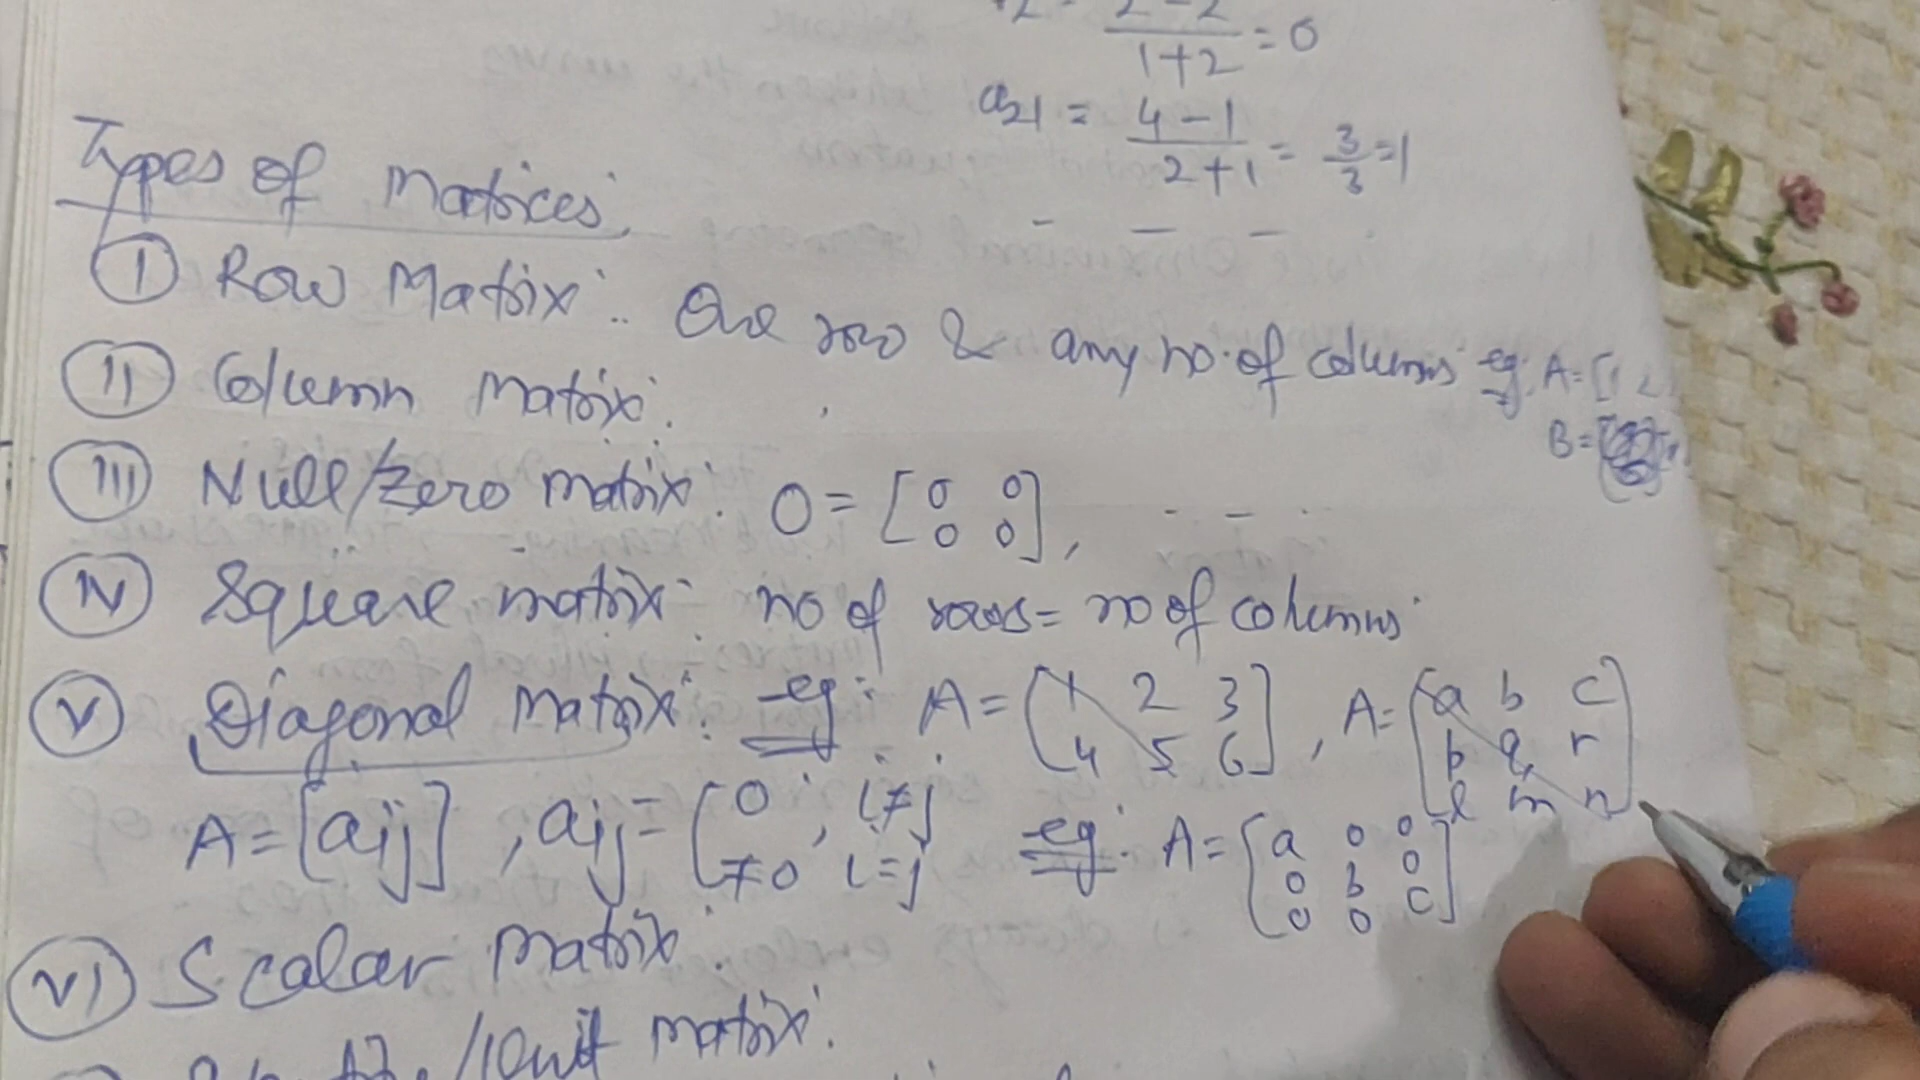 2-2
1+2 = 0
a21 = 4-1 / 2+1 = 3/3 = 1
Types of Matrices
I Row Matrix: One row & any no. of columns eg: A = [1 2
II Column Matrix:
B =
III Null/Zero matrix: O = [0 0
0 0],
IV Square matrix: no of rows = no of columns
V Diagonal Matrix: eg: A = [1 2 3
4 5 6], A = [a b c
p q r
l m n]
A = [aij], aij = [0, i≠j
≠0 i=j eg: A = [a 0 0
0 b 0
0 0 c]
VI Scalar Matrix:
/Unit matrix: